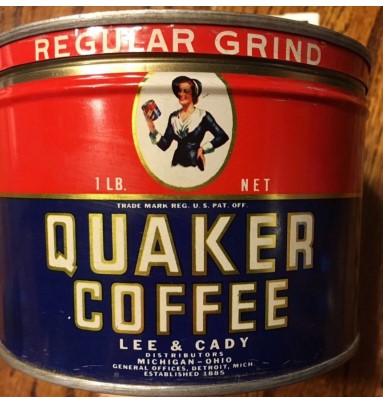 REGULAR GRIND
1 LB. NET
TRADE MARK REG. U.S. PAT. OFF.
QUAKER
COFFEE
LEE & CADY
DISTRIBUTORS
MICHIGAN - OHIO
GENERAL OFFICES, DETROIT, MICH.
ESTABLISHED 1885